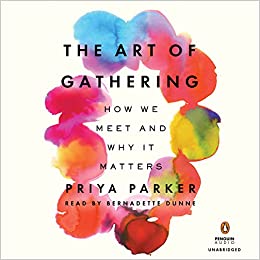 THE ART OF
GATHERING
HOW WE
MEET AND
WHY IT
MATTERS
PRIYA PARKER
READ BY BERNADETTE DUNNE
PENGUIN
AUDIO
UNABRIDGED